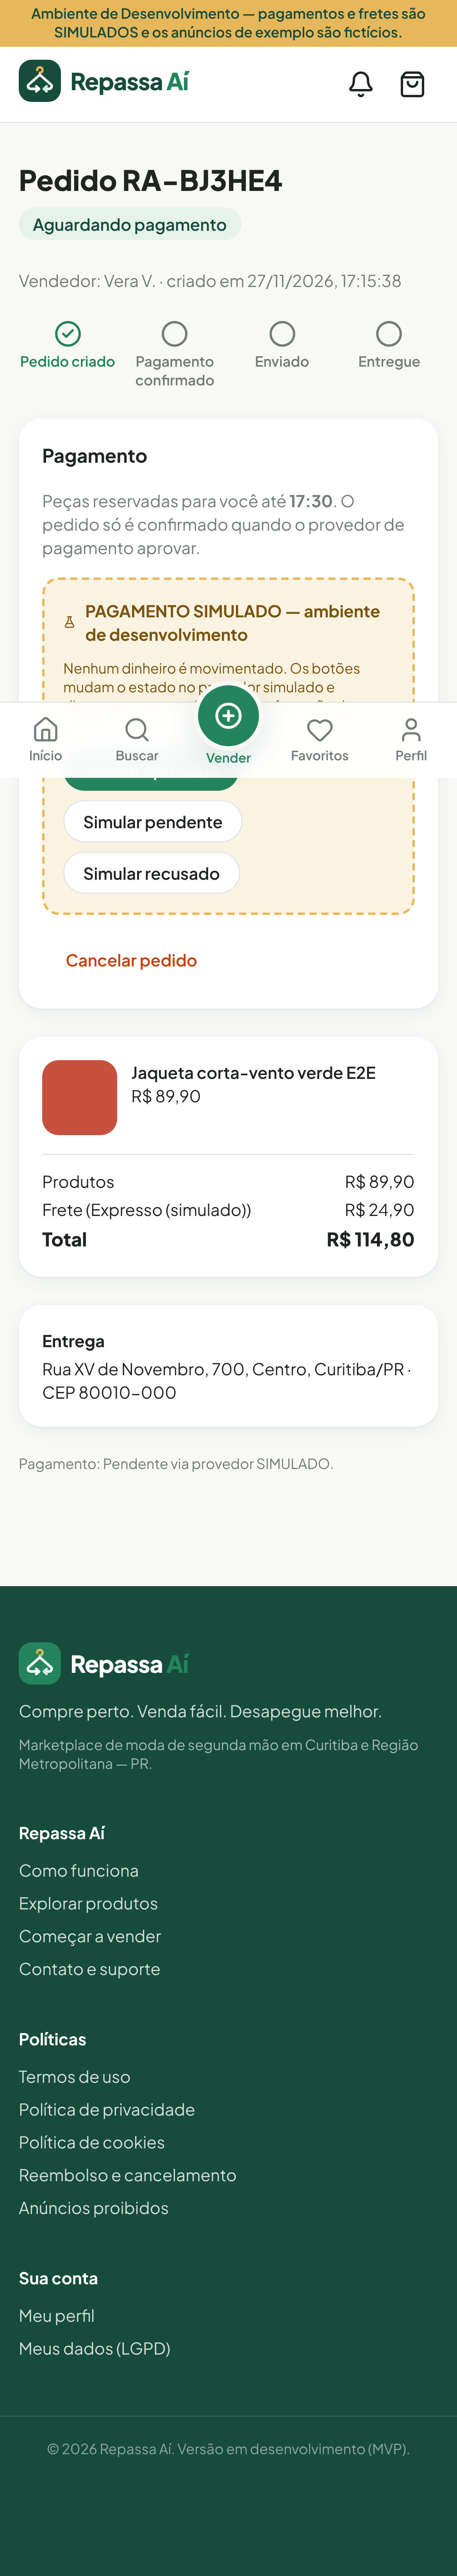 Ambiente de Desenvolvimento — pagamentos e fretes são
SIMULADOS e os anúncios de exemplo são fictícios.
Repassa Aí
Pedido RA-BJ3HE4
Aguardando pagamento
Vendedor: Vera V. · criado em 27/11/2026, 17:15:38
Pedido criado
Pagamento
confirmado
Enviado
Entregue
Pagamento
Peças reservadas para você até 17:30. O
pedido só é confirmado quando o provedor de
pagamento aprovar.
PAGAMENTO SIMULADO — ambiente
de desenvolvimento
Nenhum dinheiro é movimentado. Os botões
mudam o estado no simulado e
Início
Buscar
Vender
Favoritos
Perfil
Simular pendente
Simular recusado
Cancelar pedido
Jaqueta corta-vento verde E2E
R$ 89,90
Produtos R$ 89,90
Frete (Expresso (simulado)) R$ 24,90
Total R$ 114,80
Entrega
Rua XV de Novembro, 700, Centro, Curitiba/PR ·
CEP 80010-000
Pagamento: Pendente via provedor SIMULADO.
Repassa Aí
Compre perto. Venda fácil. Desapegue melhor.
Marketplace de moda de segunda mão em Curitiba e Região
Metropolitana — PR.
Repassa Aí
Como funciona
Explorar produtos
Começar a vender
Contato e suporte
Políticas
Termos de uso
Política de privacidade
Política de cookies
Reembolso e cancelamento
Anúncios proibidos
Sua conta
Meu perfil
Meus dados (LGPD)
© 2026 Repassa Aí. Versão em desenvolvimento (MVP).